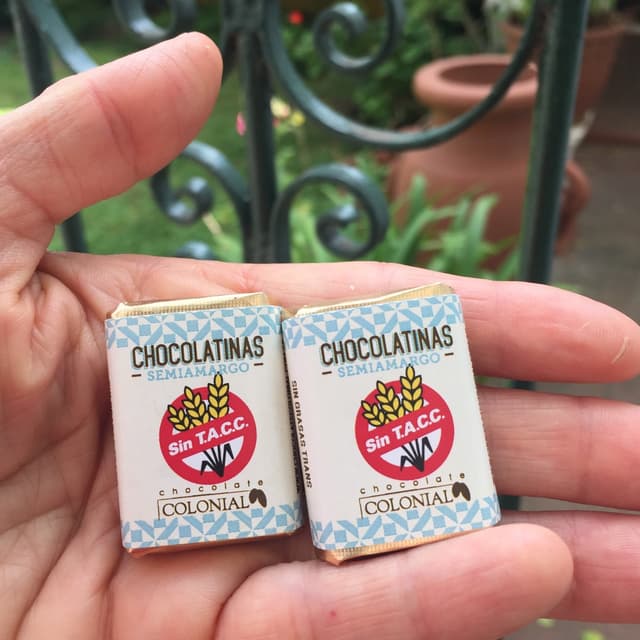 CHOCOLATINAS
SEMIAMARGO
Sin T.A.C.C.
chocolate
COLONIAL
SIN GRASAS TRANS
CHOCOLATINAS
SEMIAMARGO
Sin T.A.C.C.
chocolate
COLONIAL